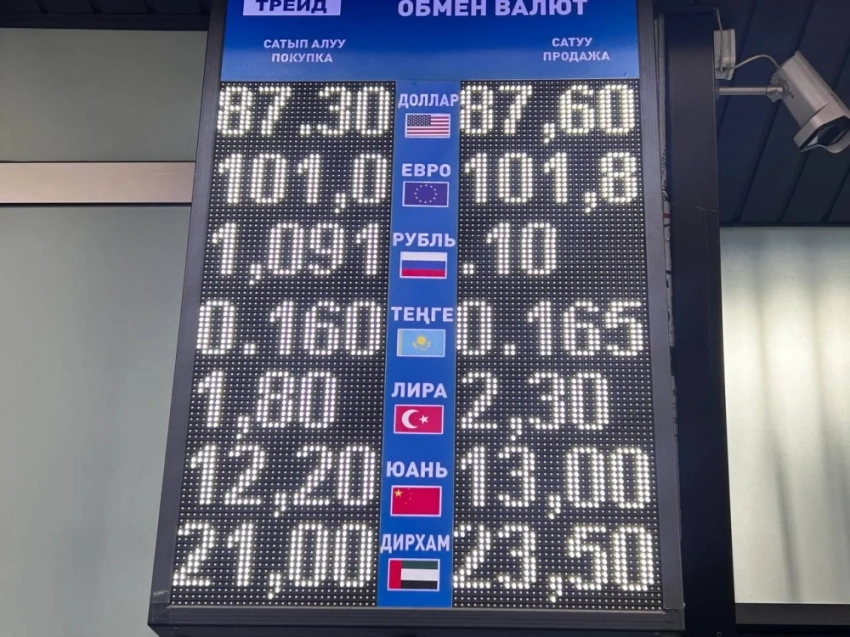 ТРЕЙД ОБМЕН ВАЛЮТ
САТЫП АЛУУ САТУУ
ПОКУПКА ПРОДАЖА
87.30 ДОЛЛАР 87,60
101,0 ЕВРО 101,8
1,091 РУБЛЬ .10
0.160 ТЕҢГЕ 0.165
1,80 ЛИРА 2,30
12,20 ЮАНЬ 13,00
21,00 ДИРХАМ 23,50